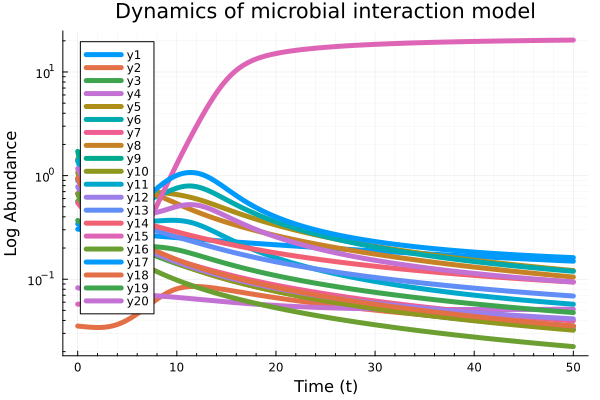 Dynamics of microbial interaction model
Log Abundance
10¹
10⁰
10⁻¹
y1
y2
y3
y4
y5
y6
y7
y8
y9
y10
y11
y12
y13
y14
y15
y16
y17
y18
y19
y20
0 10 20 30 40 50
Time (t)